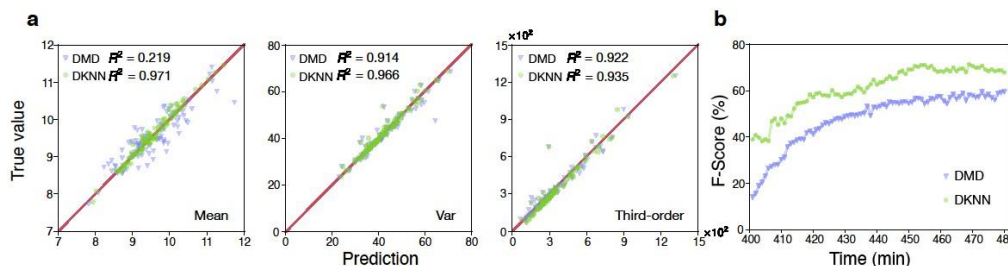 a
b
True value
12
11
10
9
8
7
DMD R² = 0.219
DKNN R² = 0.971
Mean
7 8 9 10 11 12
80
60
40
20
0
DMD R² = 0.914
DKNN R² = 0.966
Var
0 20 40 60 80
Prediction
×10²
15
12
9
6
3
0
DMD R² = 0.922
DKNN R² = 0.935
Third-order
0 3 6 9 12 15
×10²
F-Score (%)
80
60
40
20
0
DMD
DKNN
400 410 420 430 440 450 460 470 48
Time (min)